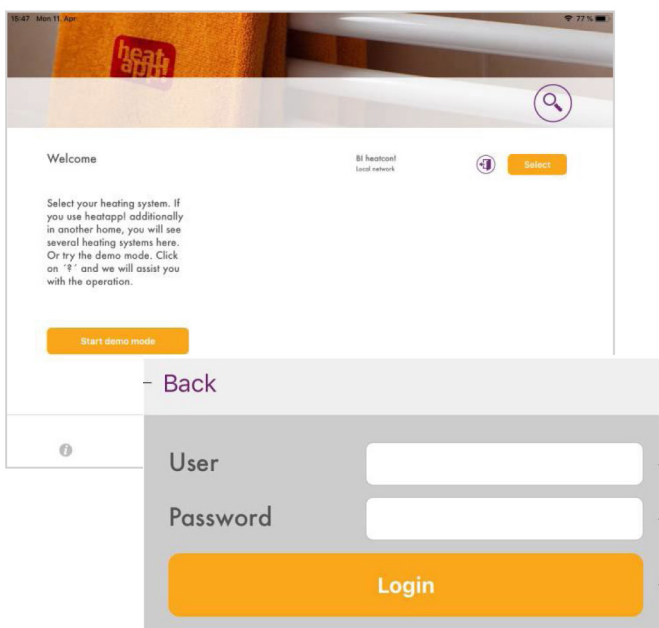 15:47 Mon 11. Apr.
77 %
heat
app!
Welcome
BI heatcon!
Local network
Select
Select your heating system. If
you use heatapp! additionally
in another home, you will see
several heating systems here.
Or try the demo mode. Click
on ´?´ and we will assist you
with the operation.
Start demo mode
Back
User
Password
Login